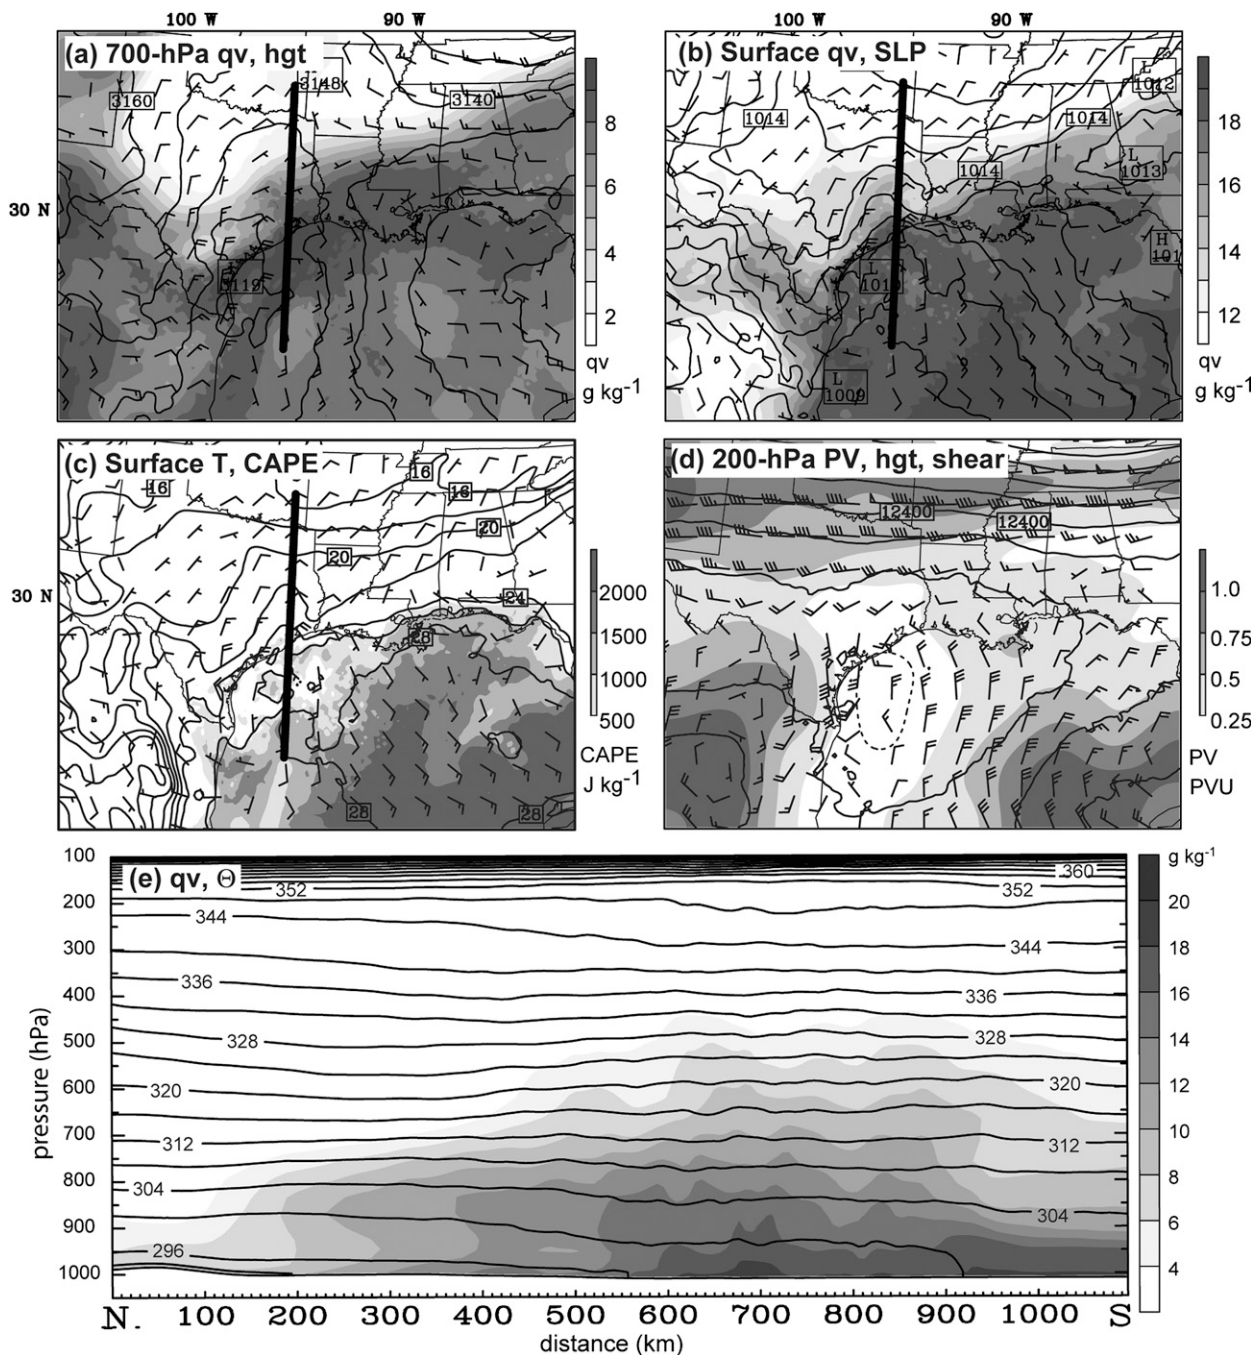 100 W 90 W 100 W 90 W
(a) 700-hPa qv, hgt
3148
3160
3140
30 N
3119
8
6
4
2
qv
g kg-1
(b) Surface qv, SLP
L
1012
1014
1014
1014
L
1013
H
101
L
L
1009
18
16
14
12
qv
g kg-1
(c) Surface T, CAPE
16
16
16
20
20
24
28
28
28
30 N
2000
1500
1000
500
CAPE
J kg-1
(d) 200-hPa PV, hgt, shear
12400
12400
1.0
0.75
0.5
0.25
PV
PVU
(e) qv, Θ
100
200
300
400
500
600
700
800
900
1000
pressure (hPa)
352
344
336
328
320
312
304
296
360
352
344
336
328
320
312
304
N. 100 200 300 400 500 600 700 800 900 1000 S
distance (km)
g kg-1
20
18
16
14
12
10
8
6
4